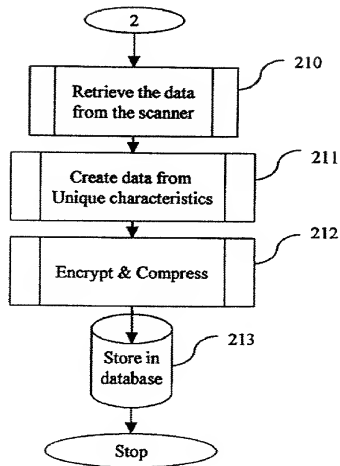 2
210
Retrieve the data
from the scanner
211
Create data from
Unique characteristics
212
Encrypt & Compress
213
Store in
database
Stop